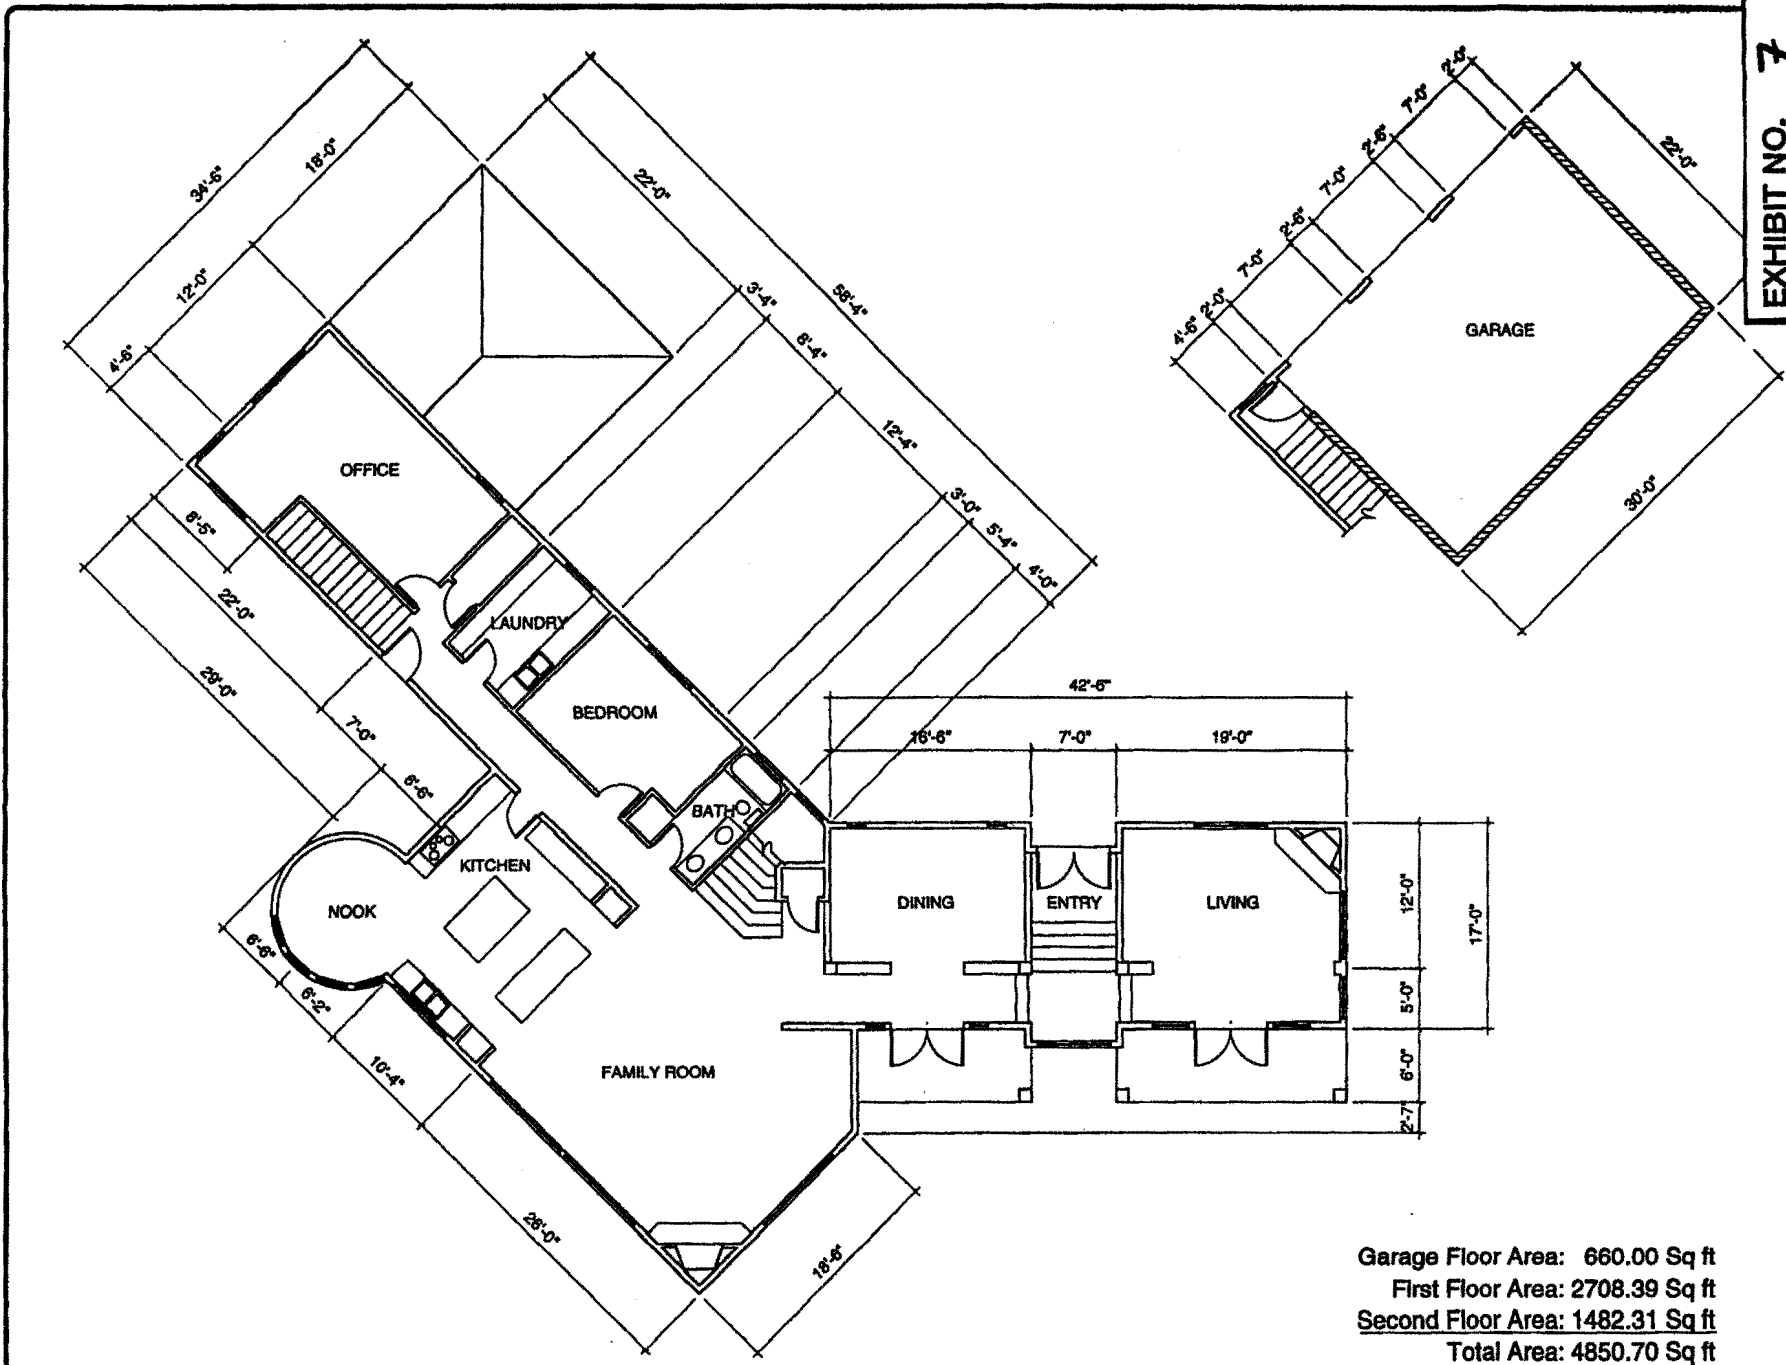 EXHIBIT NO. 7
34'-6"
18'-0"
12'-0"
4'-6"
22'-0"
58'-4"
3'-4"
8'-4"
12'-4"
3'-0"
5'-4"
4'-0"
8'-5"
22'-0"
29'-0"
7'-0"
6'-6"
OFFICE
LAUNDRY
BEDROOM
BATH
KITCHEN
NOOK
FAMILY ROOM
DINING
ENTRY
LIVING
42'-6"
16'-6"
7'-0"
19'-0"
12'-0"
17'-0"
5'-0"
6'-0"
2'-7"
6'-6"
6'-2"
10'-4"
26'-0"
18'-6"
2'-0"
7'-0"
2'-6"
7'-0"
2'-6"
7'-0"
2'-0"
4'-6"
22'-0"
GARAGE
30'-0"
Garage Floor Area: 660.00 Sq ft
First Floor Area: 2708.39 Sq ft
Second Floor Area: 1482.31 Sq ft
Total Area: 4850.70 Sq ft